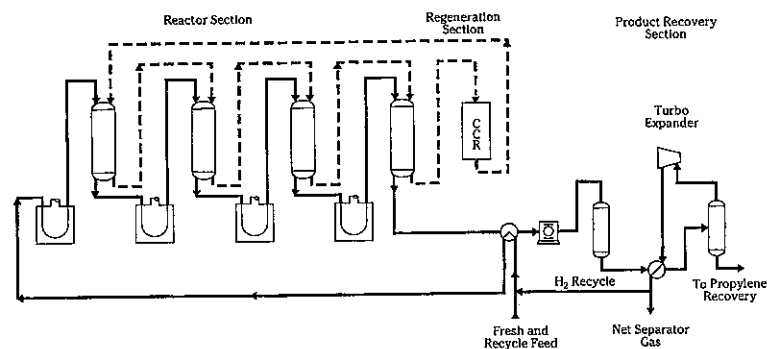 Reactor Section
Regeneration
Section
Product Recovery
Section
Turbo
Expander
CCR
H₂ Recycle
To Propylene
Recovery
Fresh and
Recycle Feed
Net Separator
Gas